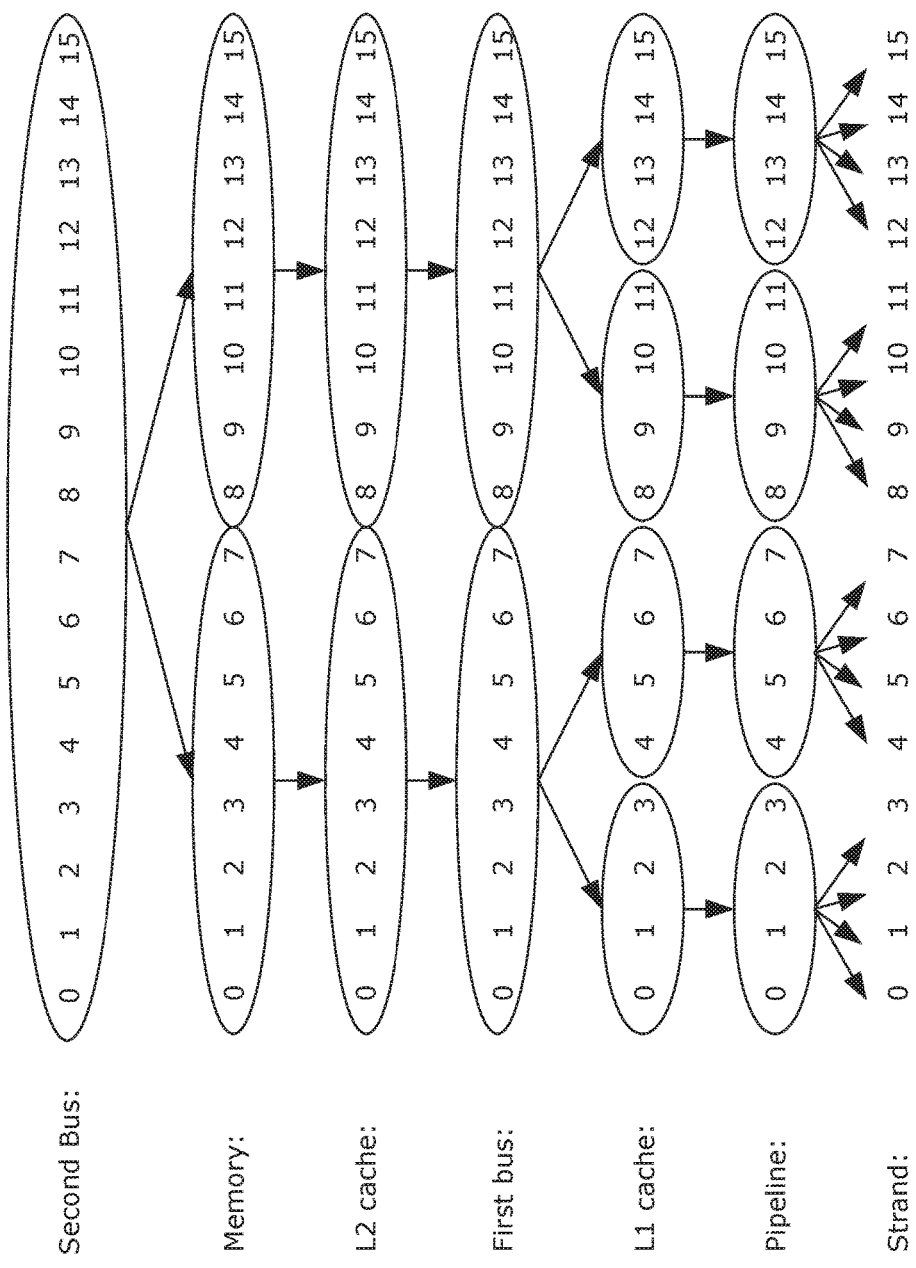 Second Bus: 0 1 2 3 4 5 6 7 8 9 10 11 12 13 14 15
Memory: 0 1 2 3 4 5 6 7 8 9 10 11 12 13 14 15
L2 cache: 0 1 2 3 4 5 6 7 8 9 10 11 12 13 14 15
First bus: 0 1 2 3 4 5 6 7 8 9 10 11 12 13 14 15
L1 cache: 0 1 2 3 4 5 6 7 8 9 10 11 12 13 14 15
Pipeline: 0 1 2 3 4 5 6 7 8 9 10 11 12 13 14 15
Strand: 0 1 2 3 4 5 6 7 8 9 10 11 12 13 14 15